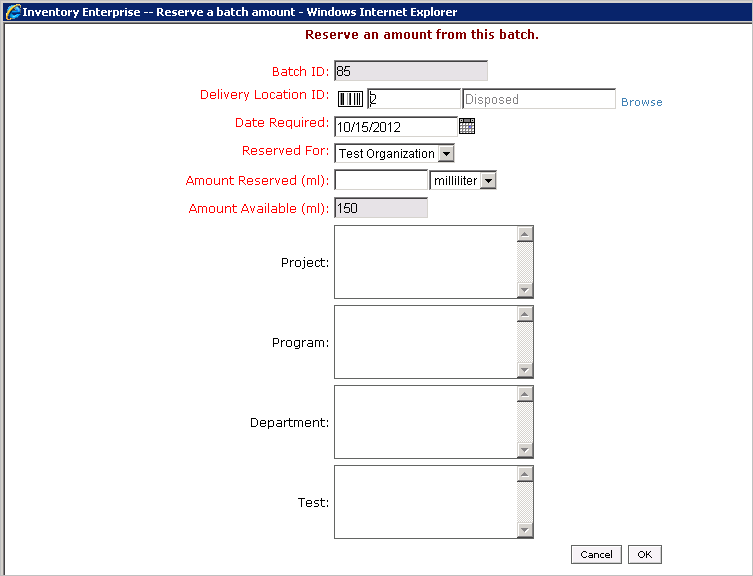 Inventory Enterprise -- Reserve a batch amount - Windows Internet Explorer
Reserve an amount from this batch.
Batch ID: 85
Delivery Location ID: 2 Disposed Browse
Date Required: 10/15/2012
Reserved For: Test Organization
Amount Reserved (ml): milliliter
Amount Available (ml): 150
Project:
Program:
Department:
Test:
Cancel OK